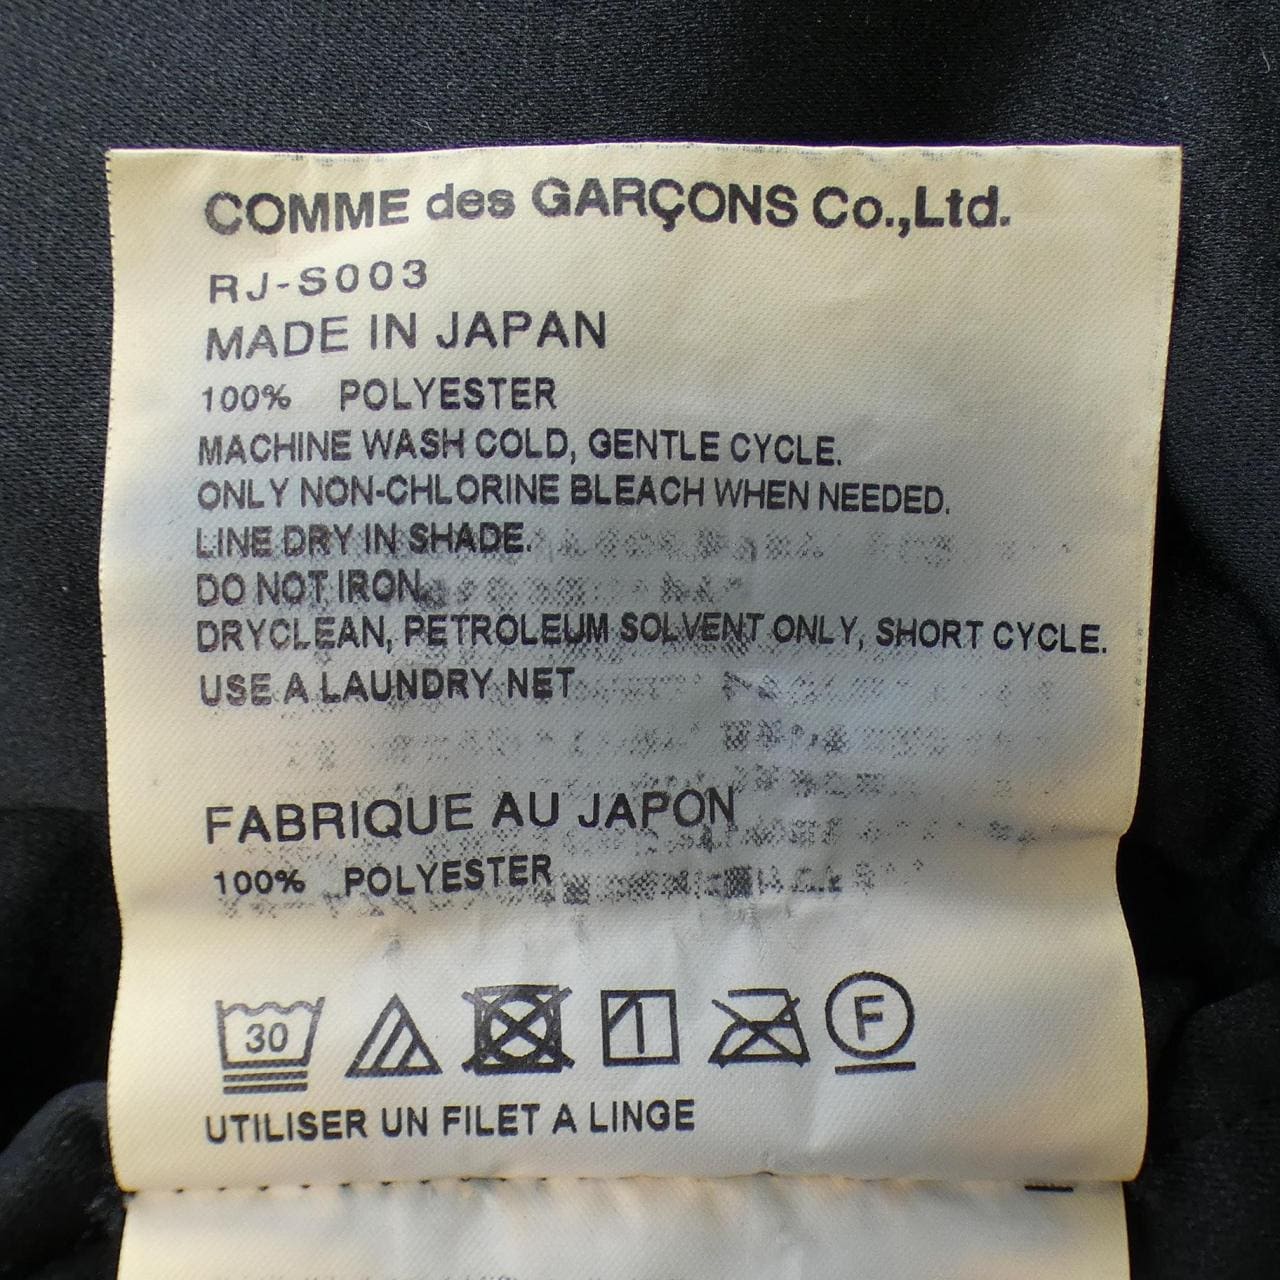 COMME des GARÇONS Co.,Ltd.
RJ-S003
MADE IN JAPAN
100% POLYESTER
MACHINE WASH COLD, GENTLE CYCLE.
ONLY NON-CHLORINE BLEACH WHEN NEEDED.
LINE DRY IN SHADE.
DO NOT IRON.
DRYCLEAN, PETROLEUM SOLVENT ONLY, SHORT CYCLE.
USE A LAUNDRY NET
FABRIQUE AU JAPON
100% POLYESTER
30
F
UTILISER UN FILET A LINGE